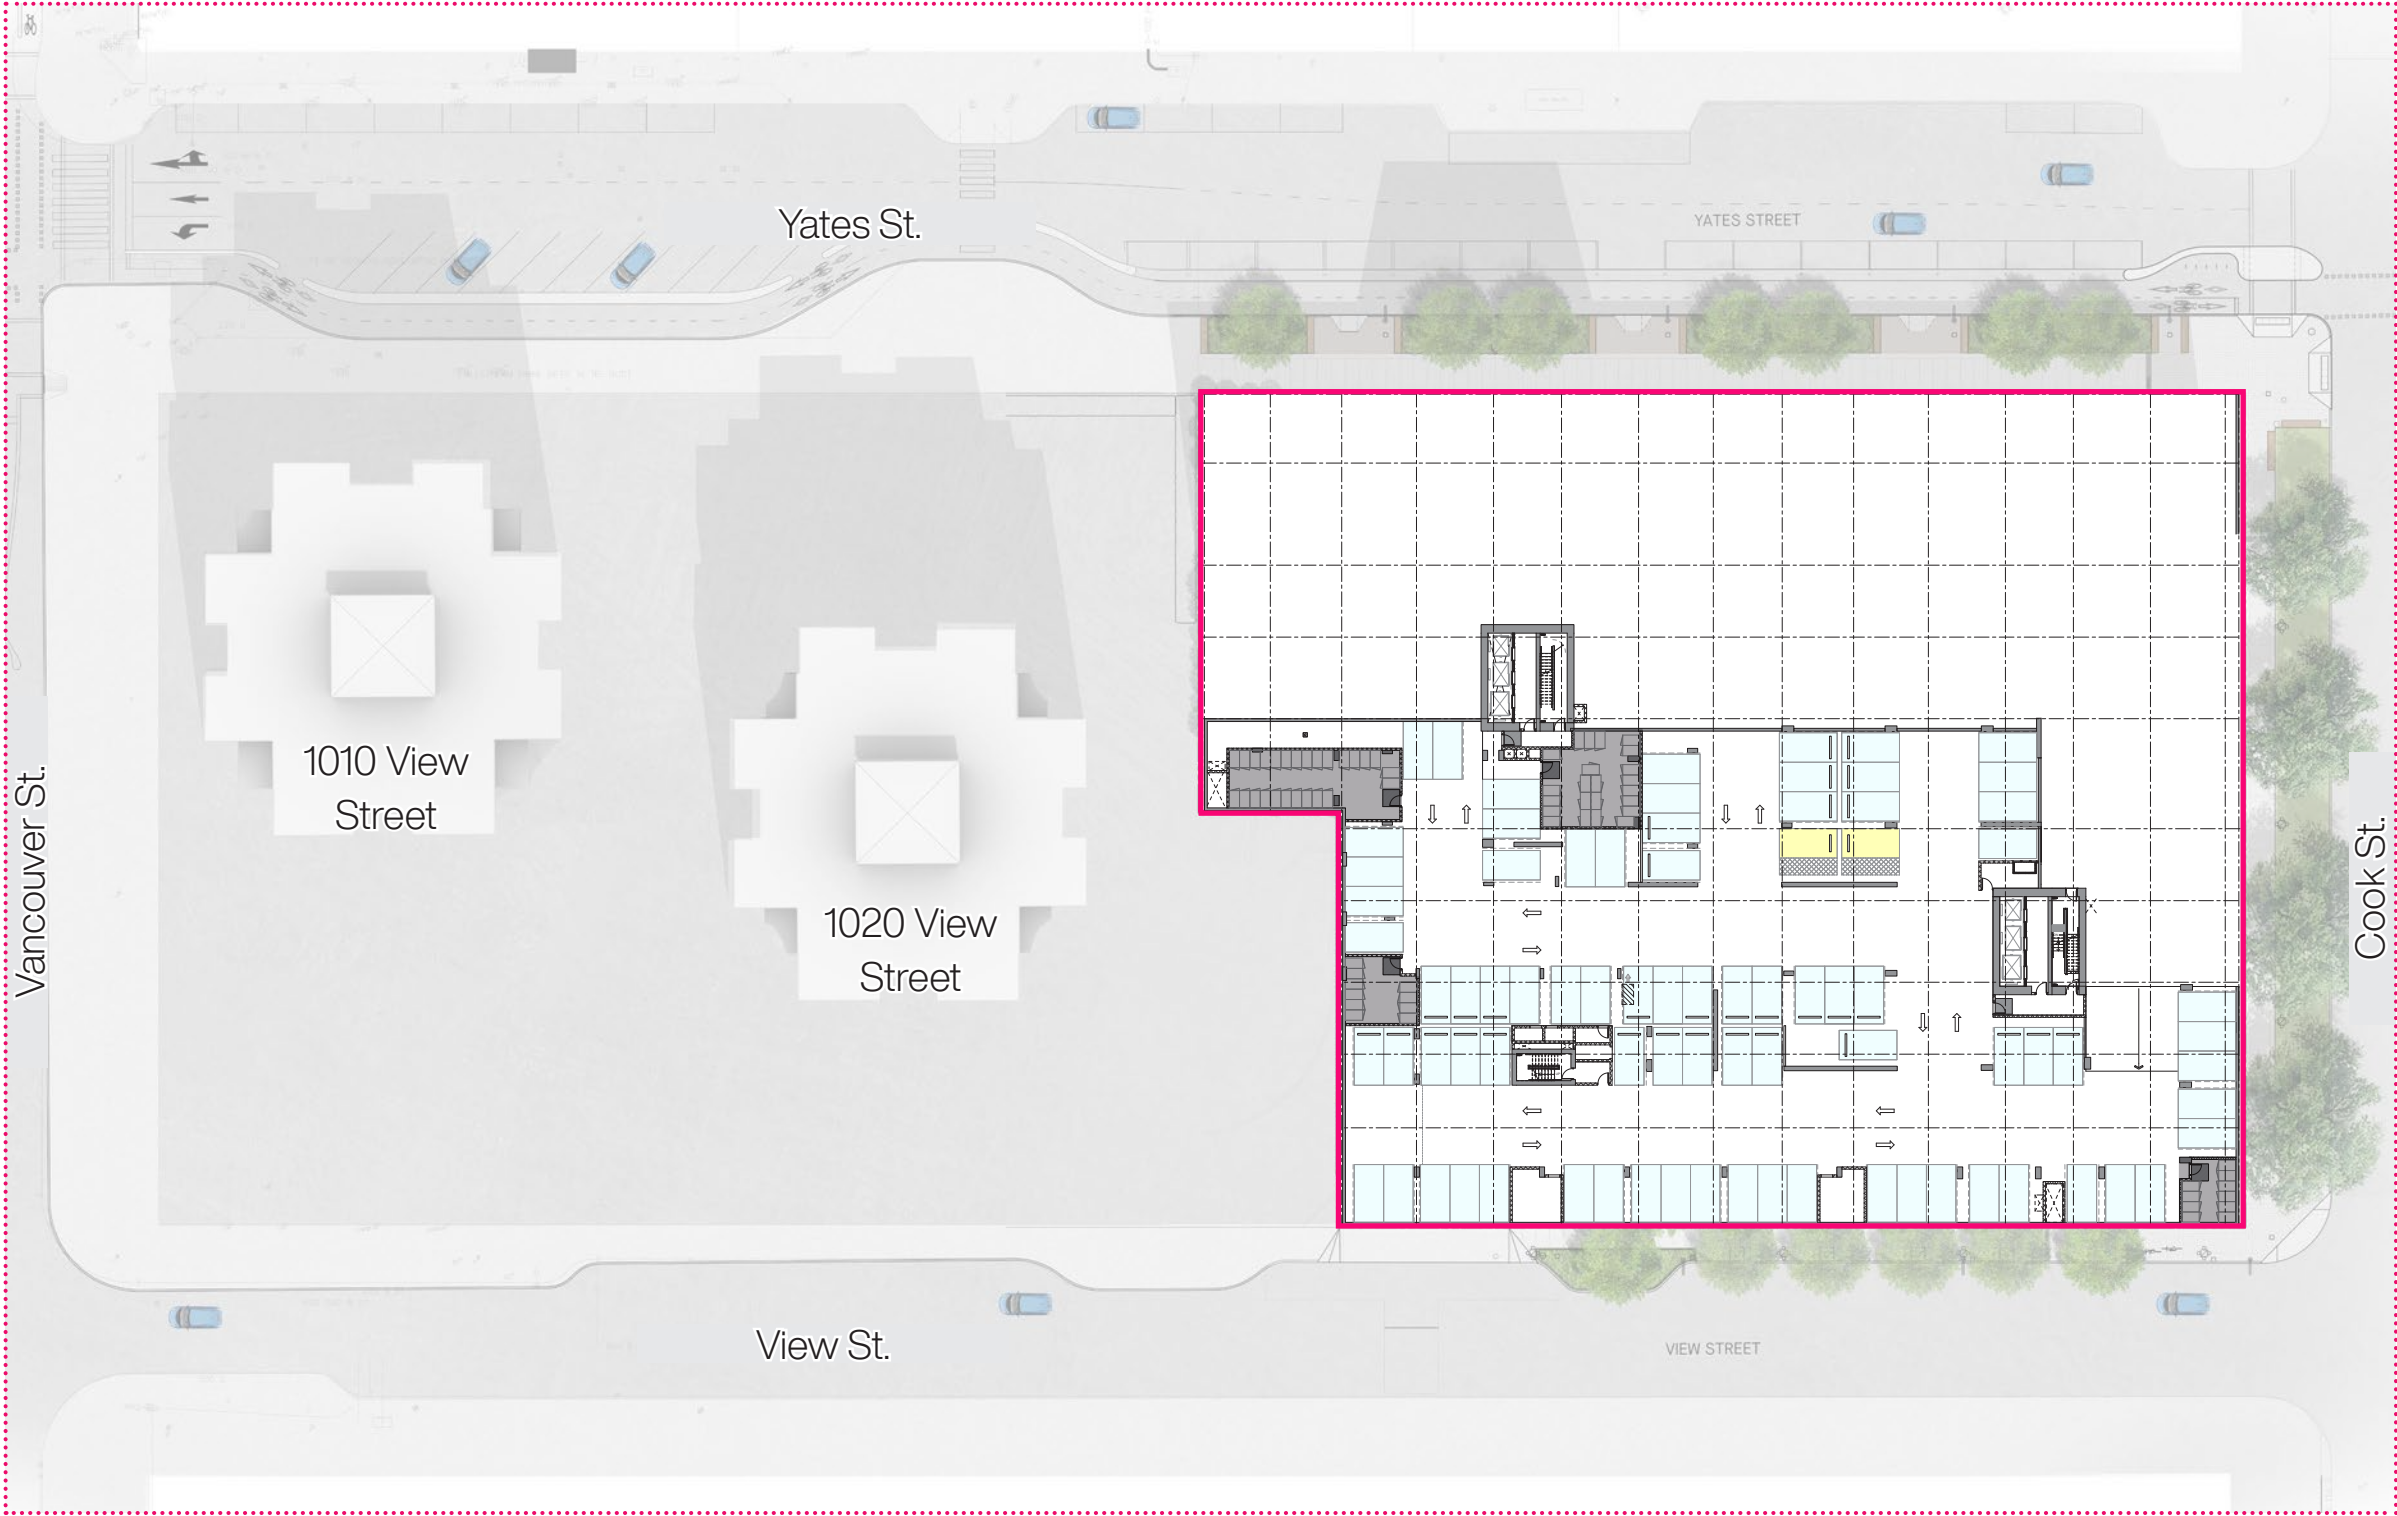 Yates St.
YATES STREET
1010 View
Street
1020 View
Street
Vancouver St.
Cook St.
View St.
VIEW STREET